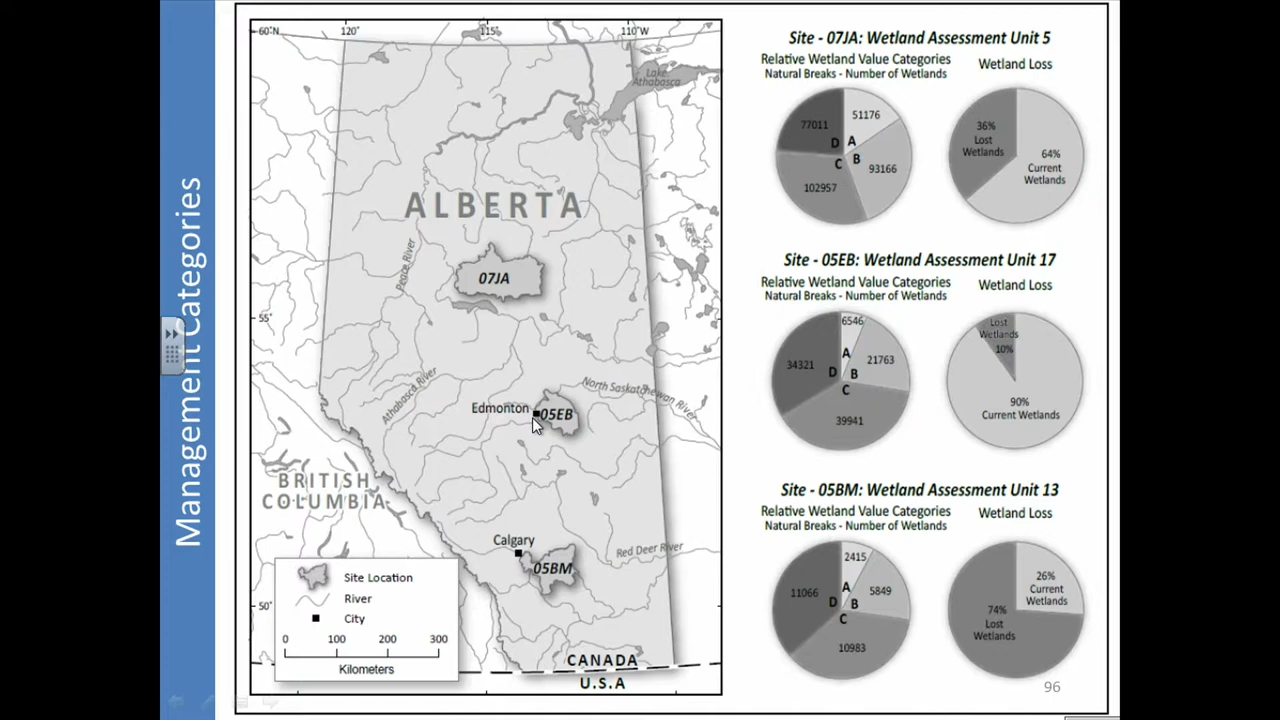 Management Categories
60°N
120°
115°
110°W
Lake
Athabasca
ALBERTA
Peace River
07JA
55°
Athabasca River
North Saskatchewan River
Edmonton
05EB
BRITISH
COLUMBIA
Calgary
05BM
Red Deer River
50°
Site Location
River
City
0 100 200 300
Kilometers
CANADA
U.S.A
Site - 07JA: Wetland Assessment Unit 5
Relative Wetland Value Categories
Natural Breaks - Number of Wetlands
Wetland Loss
77011
51176
D A
C B
93166
102957
36%
Lost
Wetlands
64%
Current
Wetlands
Site - 05EB: Wetland Assessment Unit 17
Relative Wetland Value Categories
Natural Breaks - Number of Wetlands
Wetland Loss
6546
34321
A
21763
D B
C
39941
Lost
Wetlands
10%
90%
Current Wetlands
Site - 05BM: Wetland Assessment Unit 13
Relative Wetland Value Categories
Natural Breaks - Number of Wetlands
Wetland Loss
2415
11066
A
5849
D B
C
10983
26%
Current
Wetlands
74%
Lost
Wetlands
96